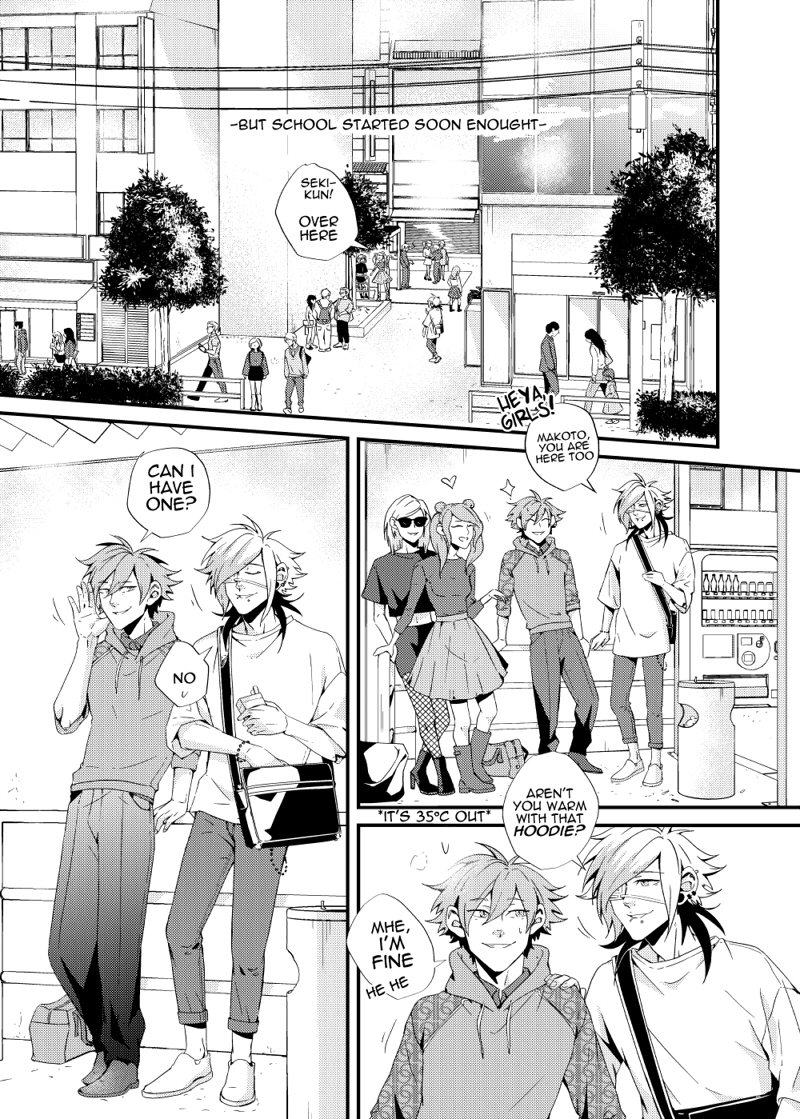 -BUT SCHOOL STARTED SOON ENOUGHT-
SEKI-
KUN!
OVER
HERE
HEYA,
GIRLS!
MAKOTO,
YOU ARE
HERE TOO
CAN I
HAVE
ONE?
NO
*IT'S 35°C OUT*
AREN'T
YOU WARM
WITH THAT
HOODIE?
MHE,
I'M
FINE
HE HE